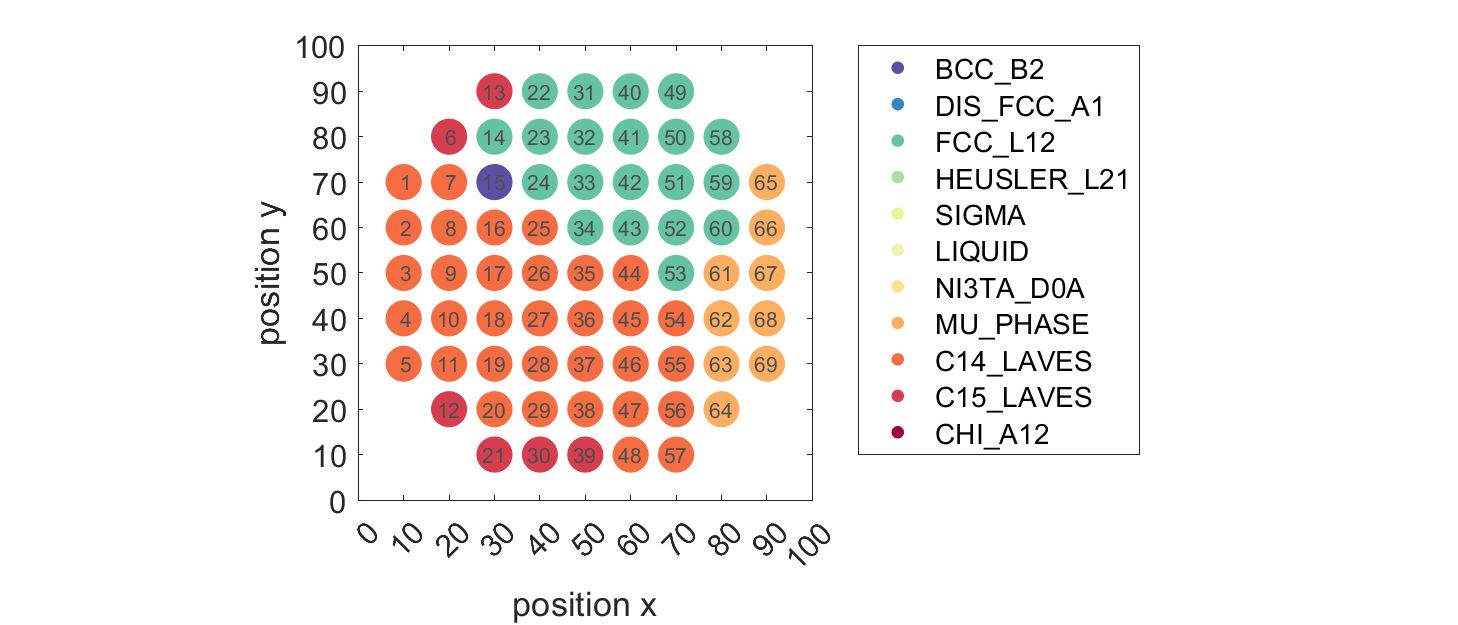 100
90
80
70
60
50
40
30
20
10
0
13 22 31 40 49
6 14 23 32 41 50 58
1 7 15 24 33 42 51 59 65
2 8 16 25 34 43 52 60 66
3 9 17 26 35 44 53 61 67
4 10 18 27 36 45 54 62 68
5 11 19 28 37 46 55 63 69
12 20 29 38 47 56 64
21 30 39 48 57
0 10 20 30 40 50 60 70 80 90 100
position x
position y
BCC_B2
DIS_FCC_A1
FCC_L12
HEUSLER_L21
SIGMA
LIQUID
NI3TA_D0A
MU_PHASE
C14_LAVES
C15_LAVES
CHI_A12